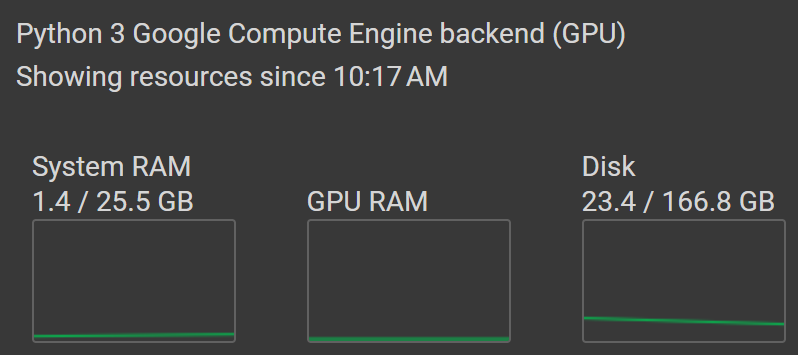 Python 3 Google Compute Engine backend (GPU)
Showing resources since 10:17 AM
System RAM
1.4 / 25.5 GB
GPU RAM
Disk
23.4 / 166.8 GB